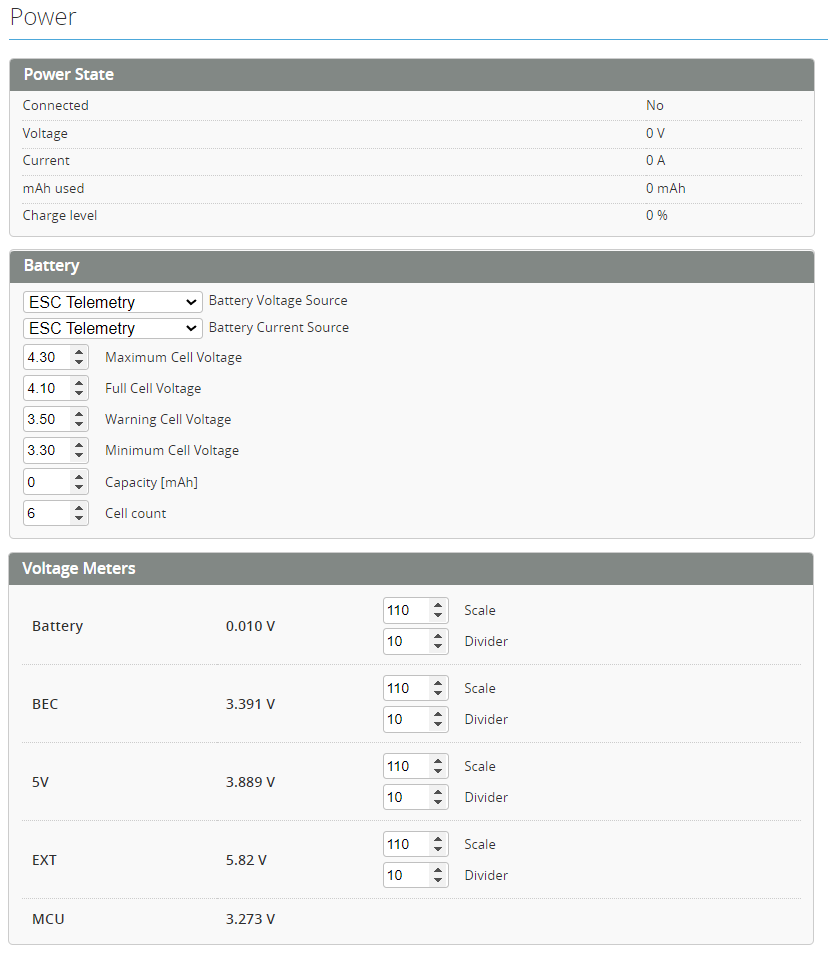 Power
Power State
Connected No
Voltage 0 V
Current 0 A
mAh used 0 mAh
Charge level 0 %
Battery
ESC Telemetry Battery Voltage Source
ESC Telemetry Battery Current Source
4.30 Maximum Cell Voltage
4.10 Full Cell Voltage
3.50 Warning Cell Voltage
3.30 Minimum Cell Voltage
0 Capacity [mAh]
6 Cell count
Voltage Meters
Battery 0.010 V
110 Scale
10 Divider
BEC 3.391 V
110 Scale
10 Divider
5V 3.889 V
110 Scale
10 Divider
EXT 5.82 V
110 Scale
10 Divider
MCU 3.273 V